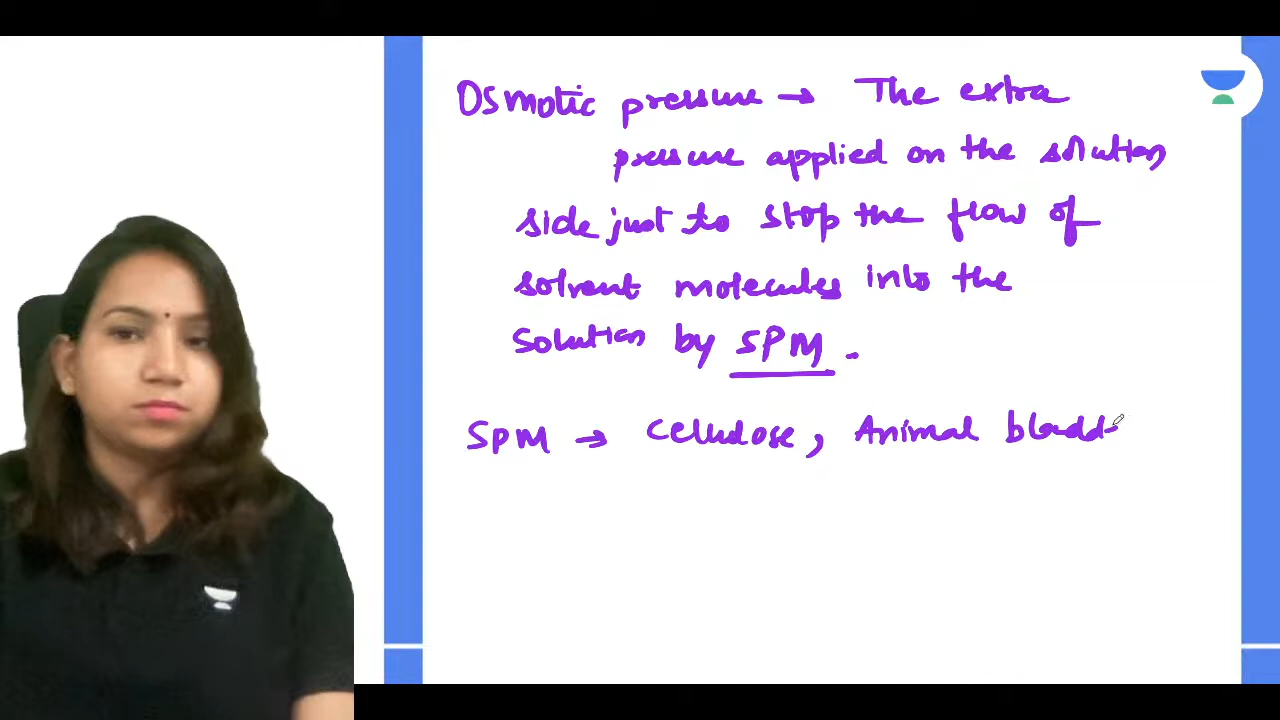 Osmotic pressure → The extra
pressure applied on the solution
side just to stop the flow of
solvent molecules into the
solution by SPM.
SPM → Cellulose, Animal bladd